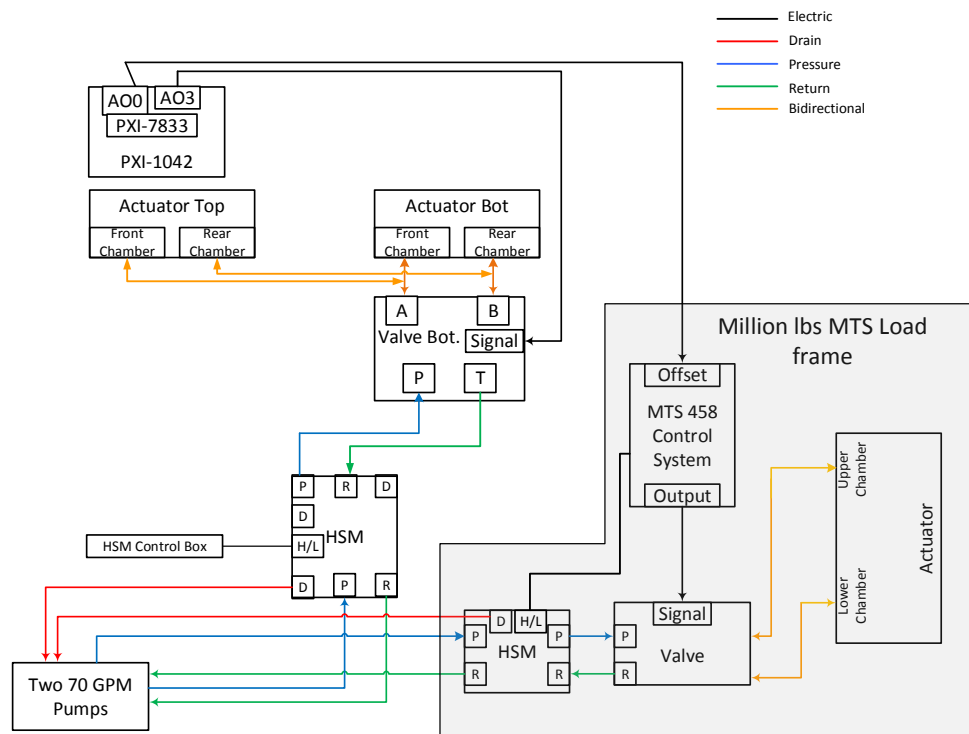 Electric
Drain
Pressure
Return
Bidirectional
AO0
AO3
PXI-7833
PXI-1042
Actuator Top
Front
Chamber
Rear
Chamber
Actuator Bot
Front
Chamber
Rear
Chamber
A
B
Valve Bot.
Signal
P
T
Million lbs MTS Load
frame
Offset
MTS 458
Control
System
Output
Upper
Chamber
Lower
Chamber
Actuator
P
R
D
D
HSM
H/L
HSM Control Box
D
P
R
D
H/L
P
P
HSM
R
R
Signal
P
Valve
R
Two 70 GPM
Pumps